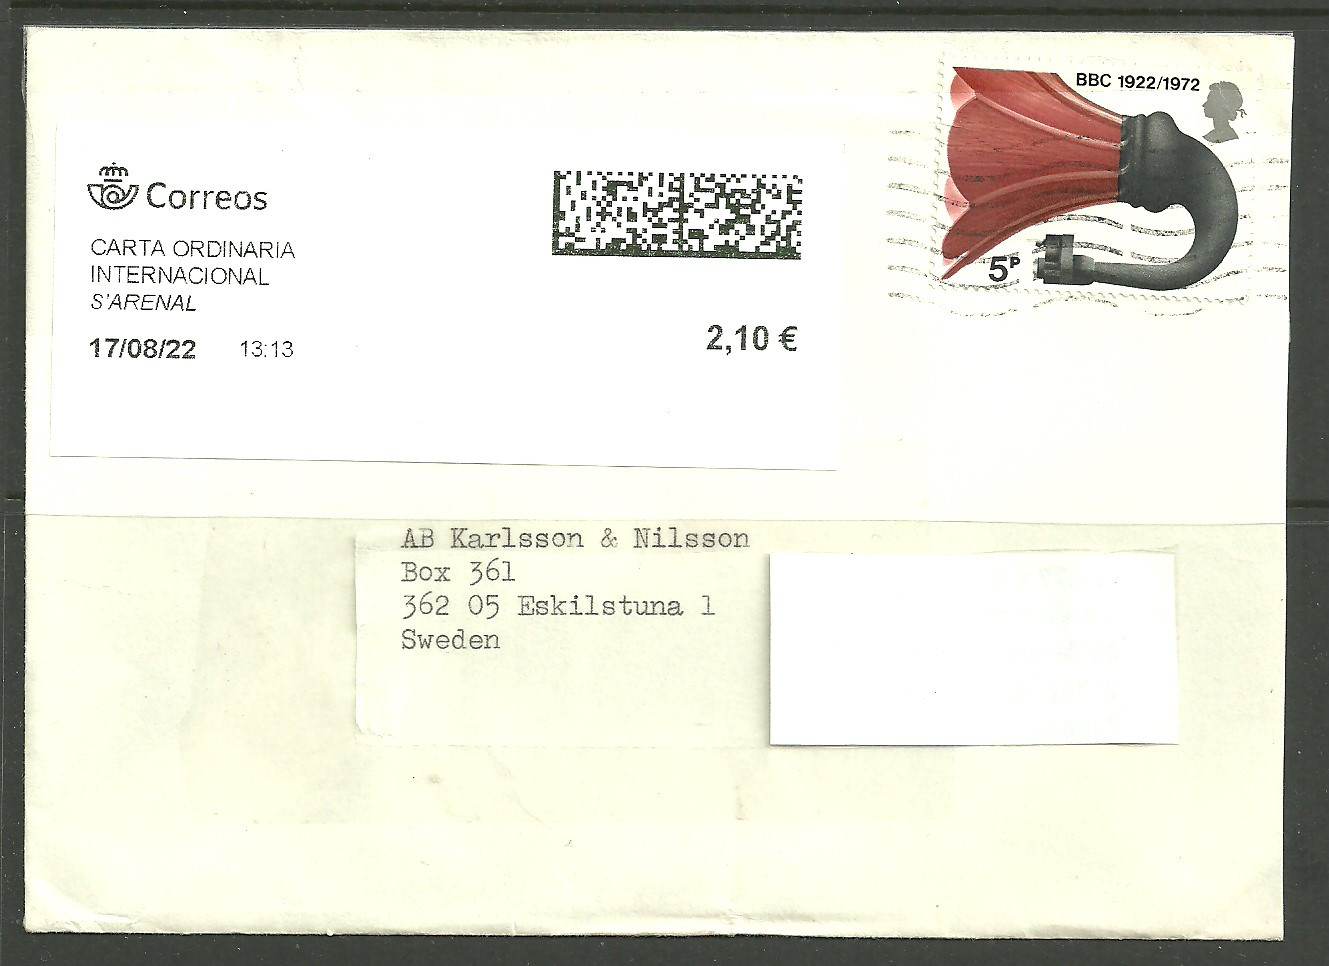 Correos
CARTA ORDINARIA
INTERNACIONAL
S'ARENAL
17/08/22 13:13
2,10 €
BBC 1922/1972
5P
AB Karlsson & Nilsson
Box 361
362 05 Eskilstuna 1
Sweden